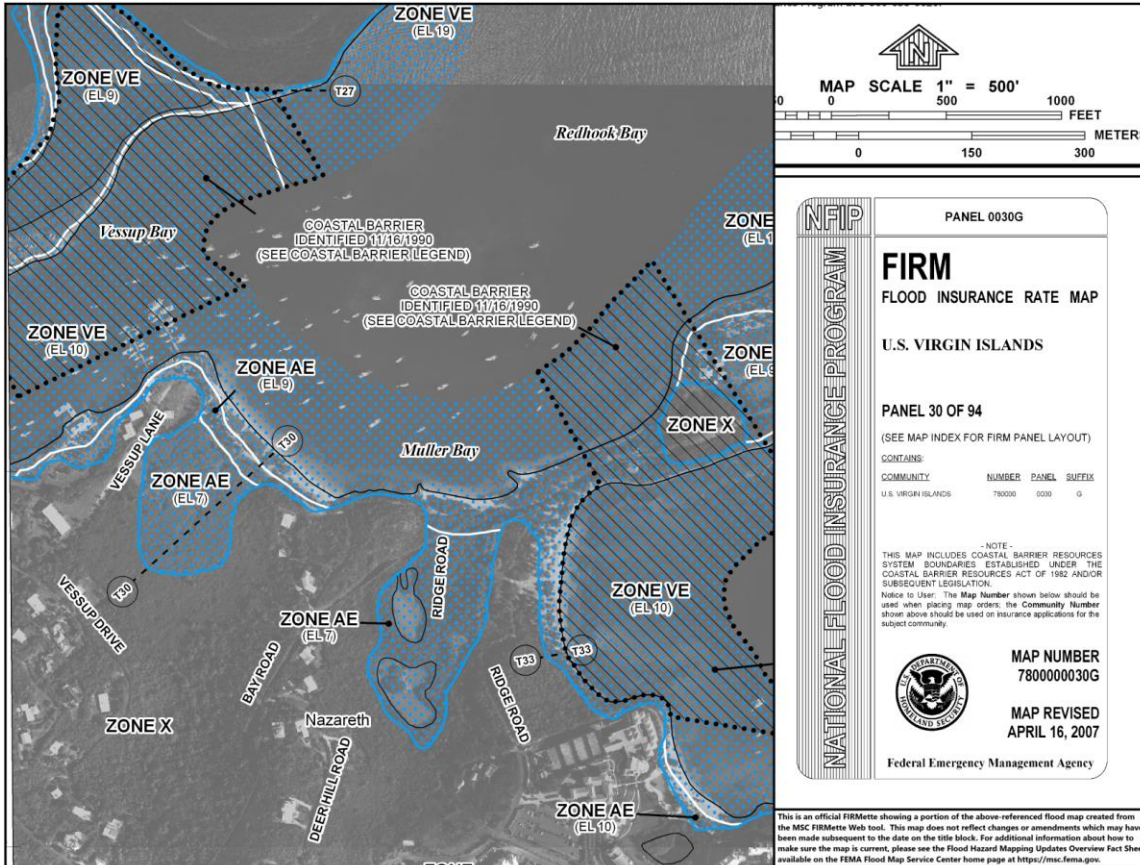 ZONE VE
(EL 19)
ZONE VE
(EL 9)
T27
Redhook Bay
COASTAL BARRIER
IDENTIFIED 11/16/1990
(SEE COASTAL BARRIER LEGEND)
Vessup Bay
ZONE
COASTAL BARRIER
IDENTIFIED 11/16/1990
(SEE COASTAL BARRIER LEGEND)
ZONE VE
(EL 10)
ZONE AE
(EL 9)
ZONE
ZONE X
VESSUP LANE
T30
Muller Bay
ZONE AE
(EL 7)
RIDGE ROAD
T30
VESSUP DRIVE
ZONE VE
(EL 10)
ZONE AE
(EL 7)
T33
T33
BAY ROAD
RIDGE ROAD
Nazareth
ZONE X
DEER HILL ROAD
ZONE AE
(EL 10)
MAP SCALE 1" = 500'
0 500 1000
FEET
METERS
0 150 300
NFIP
NATIONAL FLOOD INSURANCE PROGRAM
PANEL 0030G
FIRM
FLOOD INSURANCE RATE MAP
U.S. VIRGIN ISLANDS
PANEL 30 OF 94
(SEE MAP INDEX FOR FIRM PANEL LAYOUT)
CONTAINS:
COMMUNITY NUMBER PANEL SUFFIX
U.S. VIRGIN ISLANDS 780000 0030 G
- NOTE -
THIS MAP INCLUDES COASTAL BARRIER RESOURCES
SYSTEM BOUNDARIES ESTABLISHED UNDER THE
COASTAL BARRIER RESOURCES ACT OF 1982 AND/OR
SUBSEQUENT LEGISLATION.
Notice to User: The Map Number shown below should be
used when placing map orders; the Community Number
shown above should be used on insurance applications for the
subject community.
U.S. DEPARTMENT OF
HOMELAND SECURITY
MAP NUMBER
7800000030G
MAP REVISED
APRIL 16, 2007
Federal Emergency Management Agency
This is an official FIRMette showing a portion of the above-referenced flood map created from
the MSC FIRMette Web tool. This map does not reflect changes or amendments which may have
been made subsequent to the date on the title block. For additional information about how to
make sure the map is current, please see the Flood Hazard Mapping Updates Overview Fact Sheet
available on the FEMA Flood Map Service Center home page at https://msc.fema.gov.